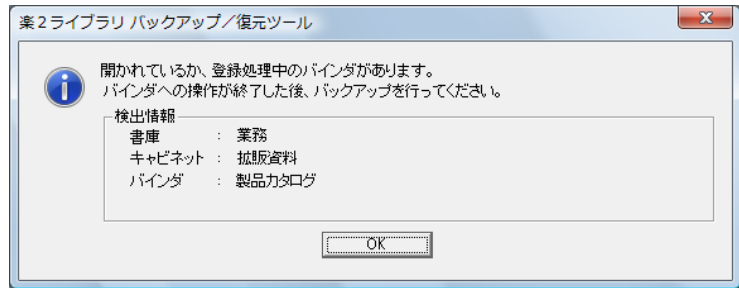 楽2ライブラリ バックアップ/復元ツール
開かれているか、登録処理中のバインダがあります。
バインダへの操作が終了した後、バックアップを行ってください。
検出情報
書庫 : 業務
キャビネット : 拡販資料
バインダ : 製品カタログ
OK